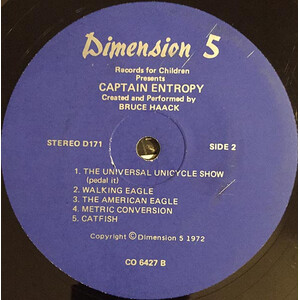 Dimension 5
Records for Children
Presents
CAPTAIN ENTROPY
Created and Performed by
BRUCE HAACK
STEREO D171
SIDE 2
1. THE UNIVERSAL UNICYCLE SHOW
(pedal it)
2. WALKING EAGLE
3. THE AMERICAN EAGLE
4. METRIC CONVERSION
5. CATFISH
Copyright © Dimension 5 1972
CO 6427 B